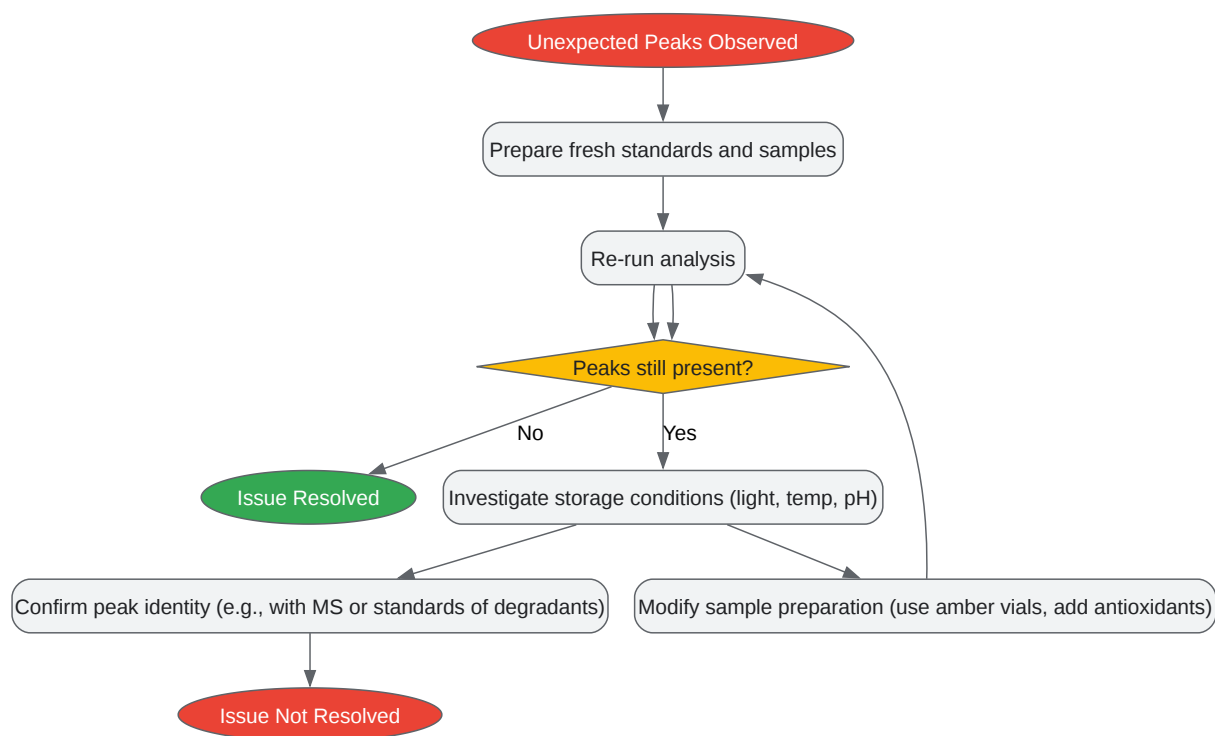 Unexpected Peaks Observed
Prepare fresh standards and samples
Re-run analysis
Peaks still present?
No
Yes
Issue Resolved
Investigate storage conditions (light, temp, pH)
Confirm peak identity (e.g., with MS or standards of degradants)
Modify sample preparation (use amber vials, add antioxidants)
Issue Not Resolved